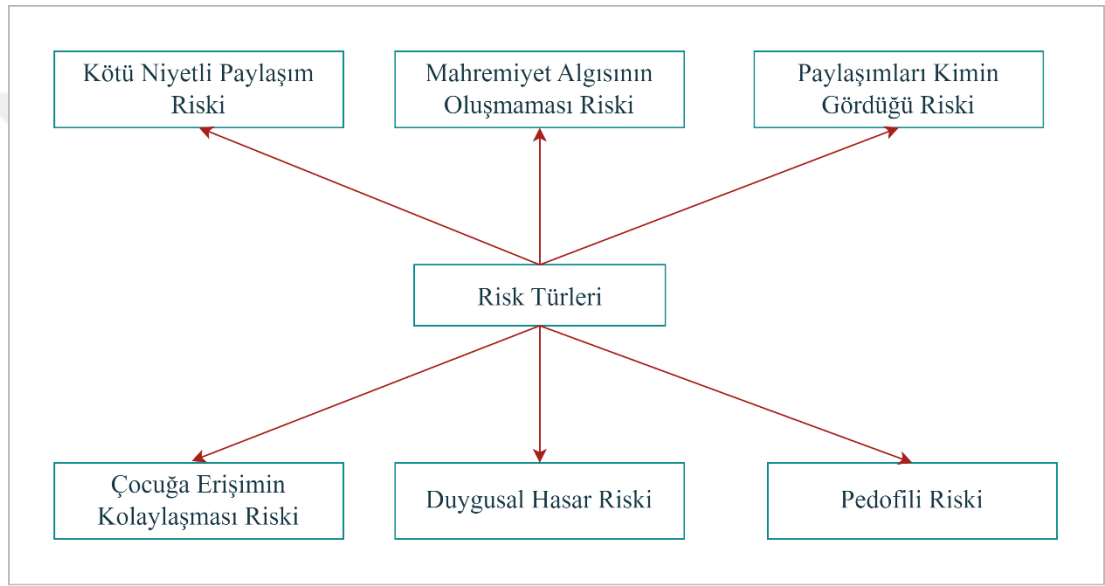 Kötü Niyetli Paylaşım
Riski
Mahremiyet Algısının
Oluşmaması Riski
Paylaşımları Kimin
Gördüğü Riski
Risk Türleri
Çocuğa Erişimin
Kolaylaşması Riski
Duygusal Hasar Riski
Pedofili Riski